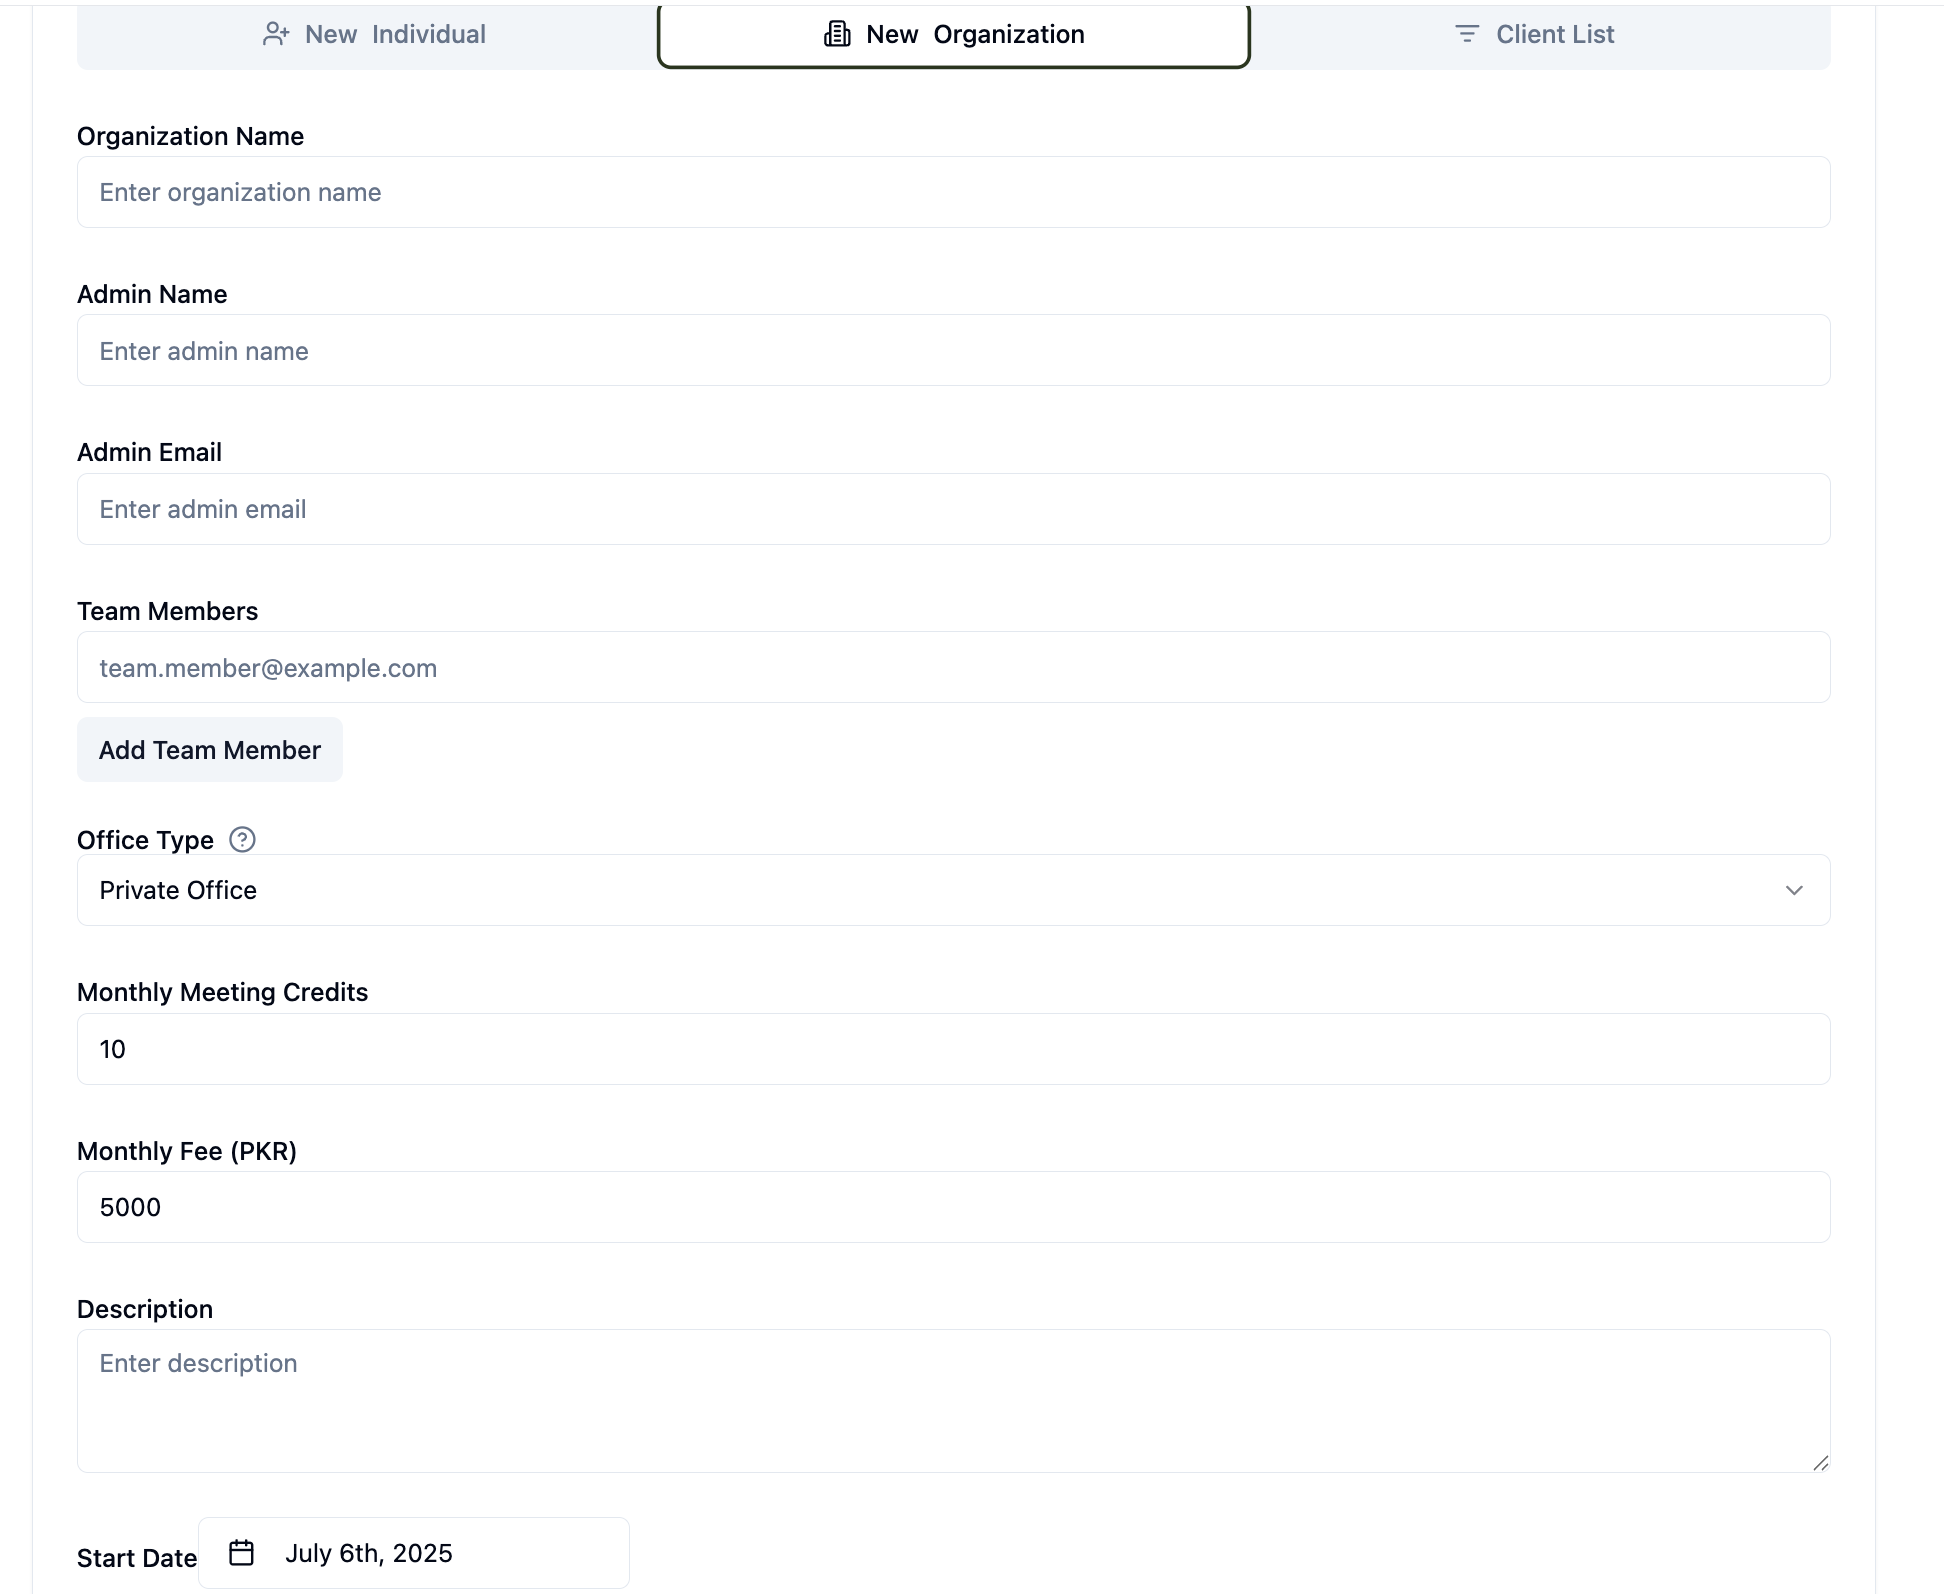 New Individual
New Organization
Client List
Organization Name
Enter organization name
Admin Name
Enter admin name
Admin Email
Enter admin email
Team Members
team.member@example.com
Add Team Member
Office Type ?
Private Office
Monthly Meeting Credits
10
Monthly Fee (PKR)
5000
Description
Enter description
Start Date July 6th, 2025